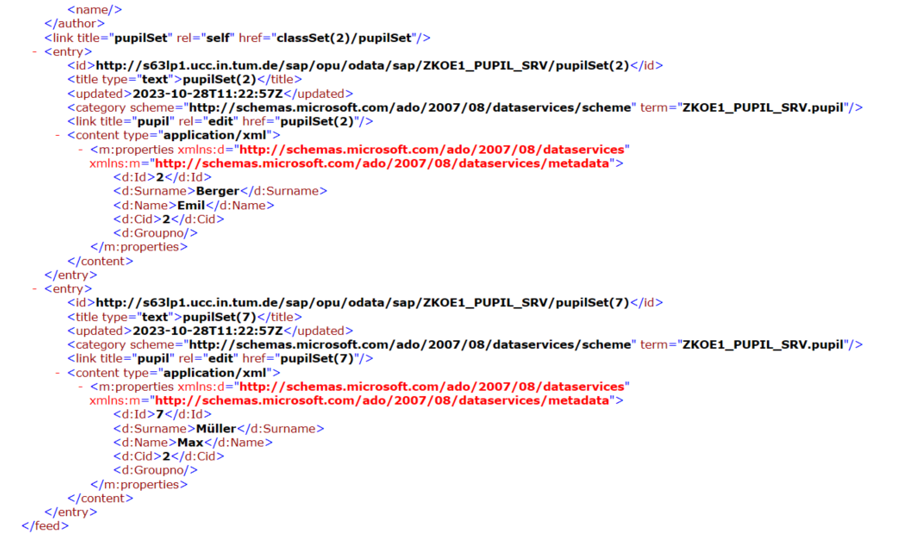 <name/>
</author>
<link title="pupilSet" rel="self" href="classSet(2)/pupilSet"/>
- <entry>
<id>http://s63lp1.ucc.in.tum.de/sap/opu/odata/sap/ZKOE1_PUPIL_SRV/pupilSet(2)</id>
<title type="text">pupilSet(2)</title>
<updated>2023-10-28T11:22:57Z</updated>
<category scheme="http://schemas.microsoft.com/ado/2007/08/dataservices/scheme" term="ZKOE1_PUPIL_SRV.pupil"/>
<link title="pupil" rel="edit" href="pupilSet(2)"/>
- <content type="application/xml">
- <m:properties xmlns:d="http://schemas.microsoft.com/ado/2007/08/dataservices"
xmlns:m="http://schemas.microsoft.com/ado/2007/08/dataservices/metadata">
<d:Id>2</d:Id>
<d:Surname>Berger</d:Surname>
<d:Name>Emil</d:Name>
<d:Cid>2</d:Cid>
<d:Groupno/>
</m:properties>
</content>
</entry>
- <entry>
<id>http://s63lp1.ucc.in.tum.de/sap/opu/odata/sap/ZKOE1_PUPIL_SRV/pupilSet(7)</id>
<title type="text">pupilSet(7)</title>
<updated>2023-10-28T11:22:57Z</updated>
<category scheme="http://schemas.microsoft.com/ado/2007/08/dataservices/scheme" term="ZKOE1_PUPIL_SRV.pupil"/>
<link title="pupil" rel="edit" href="pupilSet(7)"/>
- <content type="application/xml">
- <m:properties xmlns:d="http://schemas.microsoft.com/ado/2007/08/dataservices"
xmlns:m="http://schemas.microsoft.com/ado/2007/08/dataservices/metadata">
<d:Id>7</d:Id>
<d:Surname>Müller</d:Surname>
<d:Name>Max</d:Name>
<d:Cid>2</d:Cid>
<d:Groupno/>
</m:properties>
</content>
</entry>
</feed>